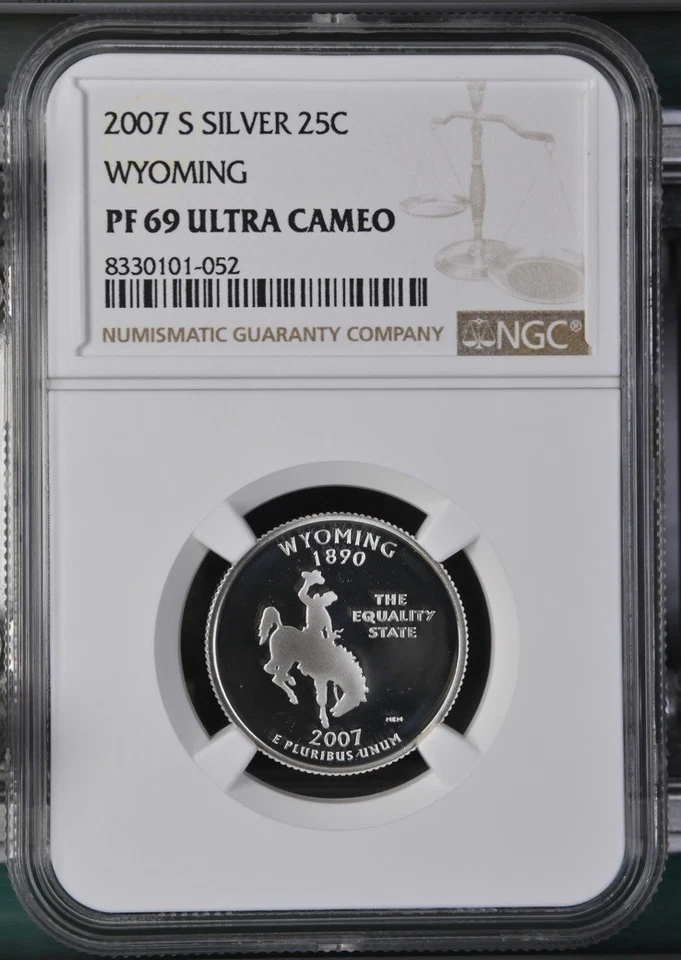 2007 S SILVER 25C
WYOMING
PF 69 ULTRA CAMEO
8330101-052
NUMISMATIC GUARANTY COMPANY
NGC®
WYOMING
1890
THE
EQUALITY
STATE
MEM
2007
E PLURIBUS UNUM